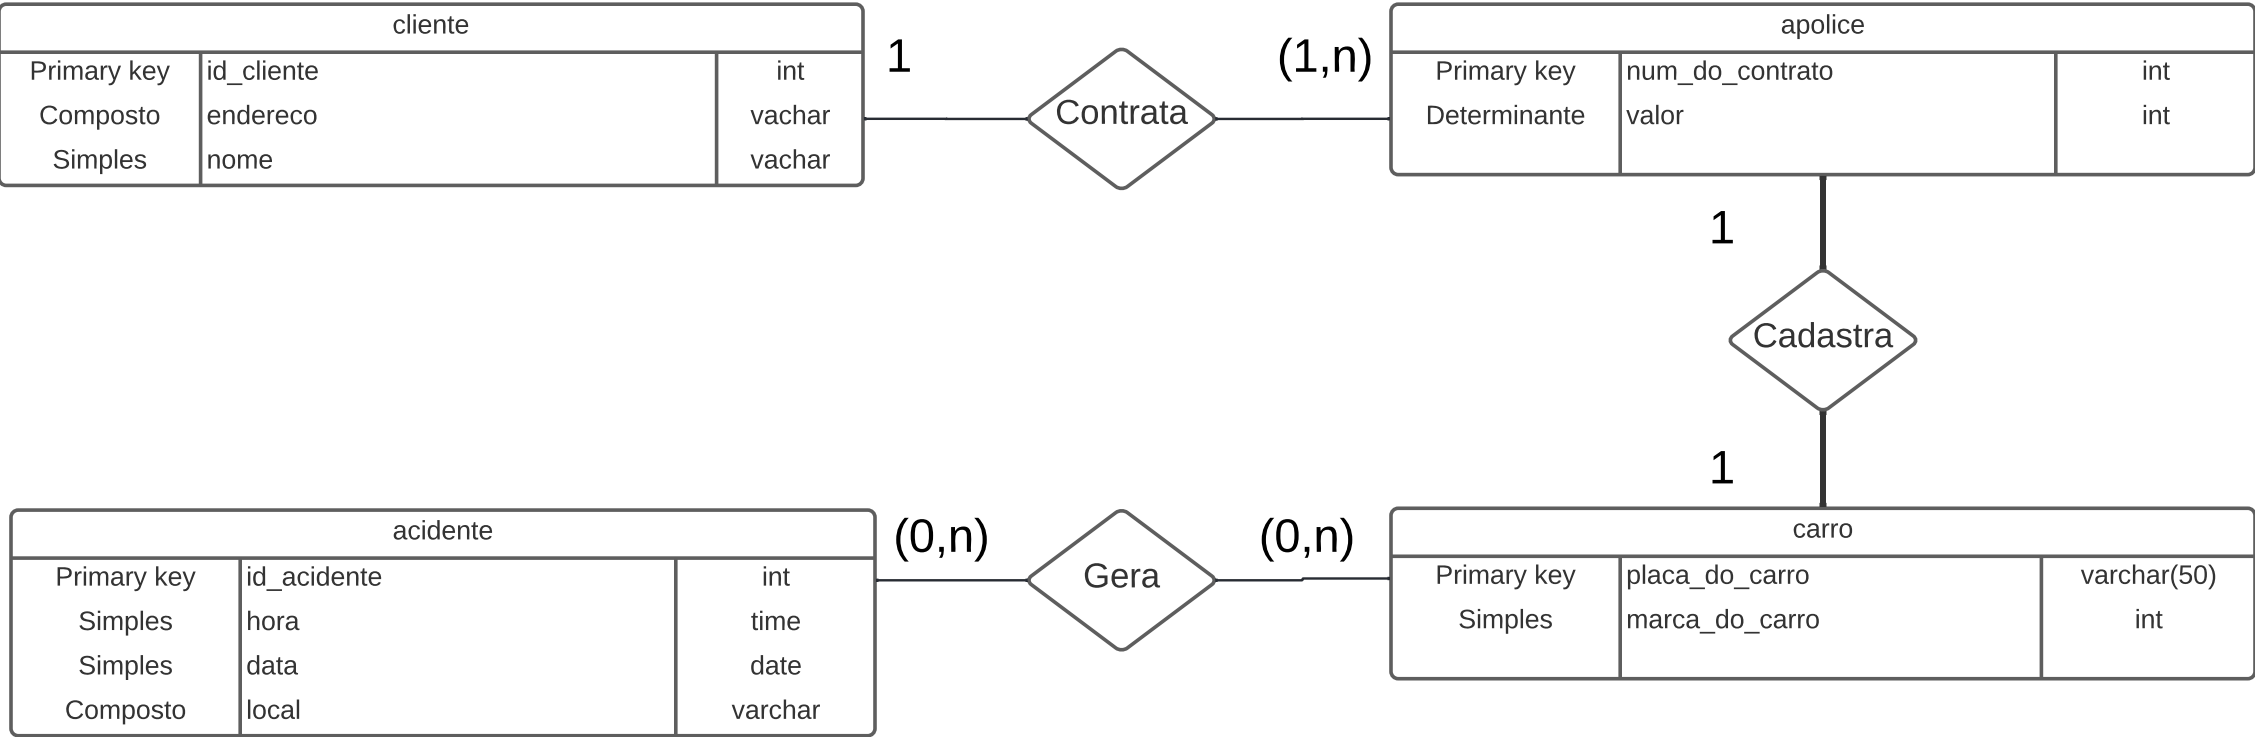 cliente
Primary key id_cliente int
Composto endereco vachar
Simples nome vachar
1
Contrata
(1,n)
apolice
Primary key num_do_contrato int
Determinante valor int
1
Cadastra
1
acidente
Primary key id_acidente int
Simples hora time
Simples data date
Composto local varchar
(0,n)
Gera
(0,n)
carro
Primary key placa_do_carro varchar(50)
Simples marca_do_carro int